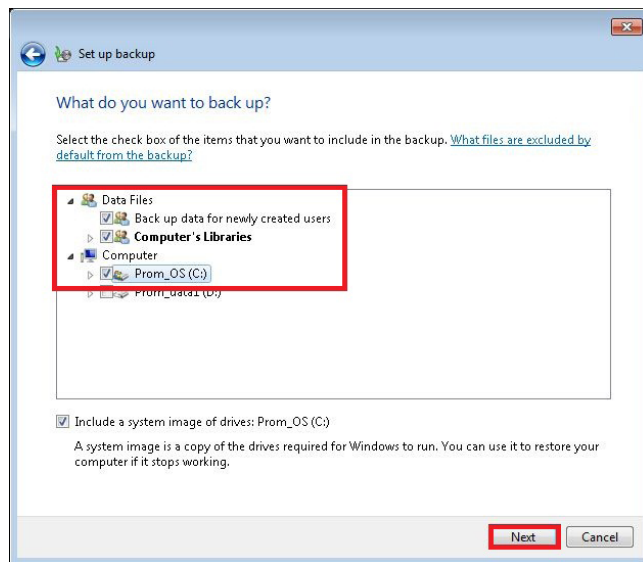 Set up backup
What do you want to back up?
Select the check box of the items that you want to include in the backup. What files are excluded by
default from the backup?
Data Files
Back up data for newly created users
Computer's Libraries
Computer
Prom_OS (C:)
Prom_data1 (D:)
Include a system image of drives: Prom_OS (C:)
A system image is a copy of the drives required for Windows to run. You can use it to restore your
computer if it stops working.
Next
Cancel